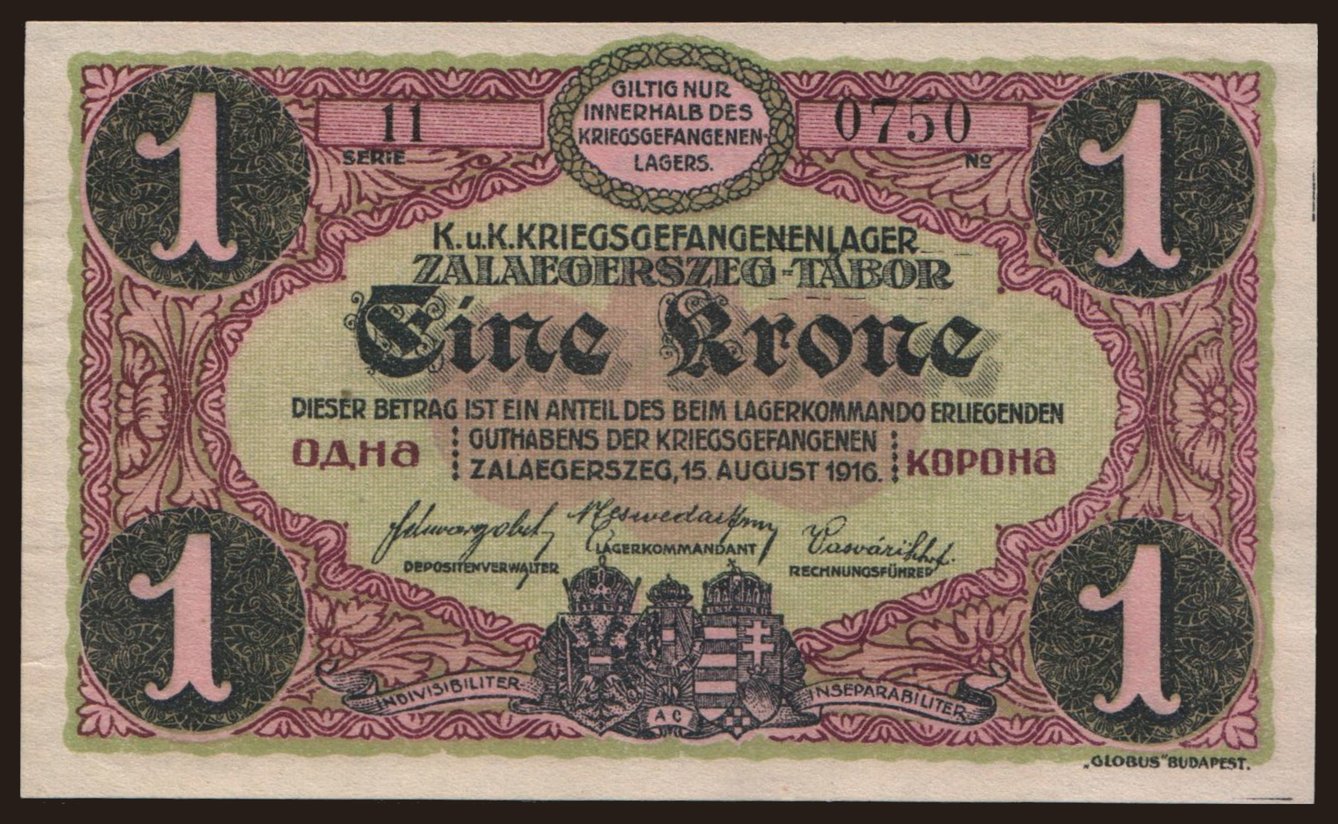 1
11
SERIE
GILTIG NUR
INNERHALB DES
KRIEGSGEFANGENEN-
LAGERS.
0750
No
1
K.u.K.KRIEGSGEFANGENENLAGER
ZALAEGERSZEG-TÁBOR
Eine Krone
DIESER BETRAG IST EIN ANTEIL DES BEIM LAGERKOMMANDO ERLIEGENDEN
GUTHABENS DER KRIEGSGEFANGENEN
ZALAEGERSZEG, 15. AUGUST 1916.
ОДНА
КОРОНА
DEPOSITENVERWALTER
LAGERKOMMANDANT
RECHNUNGSFÜHRER
1
INDIVISIBILITER
A C
INSEPARABILITER
1
„GLOBUS" BUDAPEST.